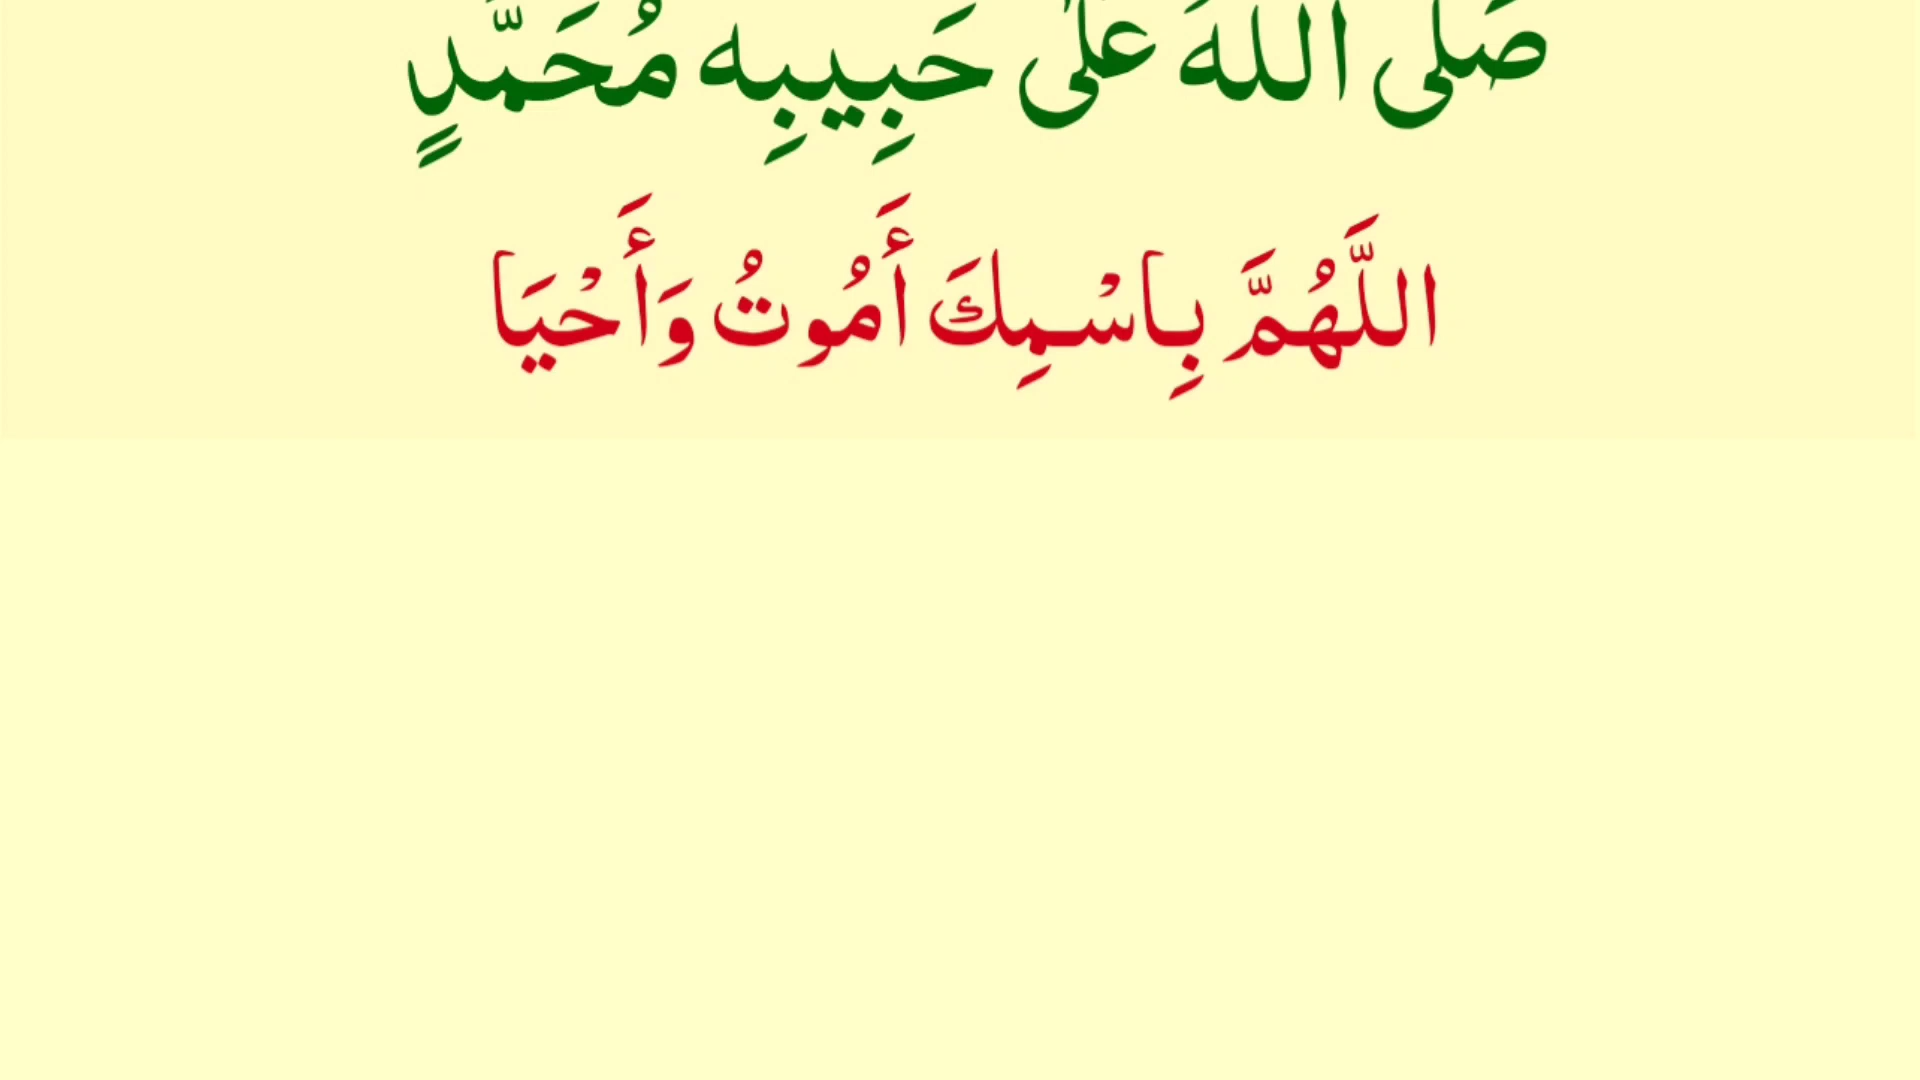 صَلَّى اللهُ عَلٰى حَبِيبِهِ مُحَمَّدٍ
اللَّهُمَّ بِاسْمِكَ أَمُوتُ وَأَحْيَا